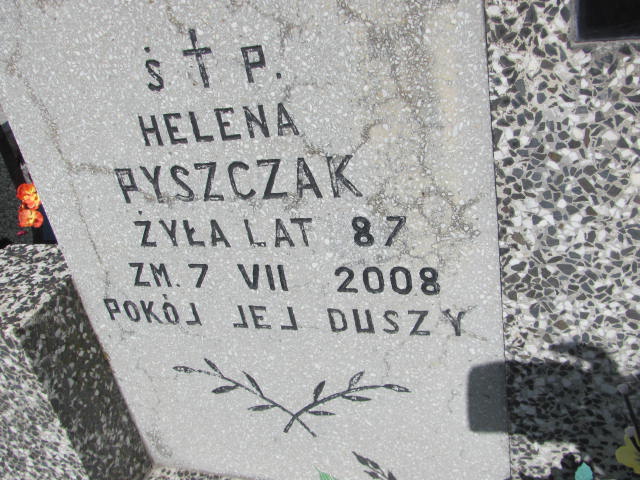 Ś † P.
HELENA
PYSZCZAK
ŻYŁA LAT 87
ZM. 7 VII 2008
POKÓJ JEJ DUSZY